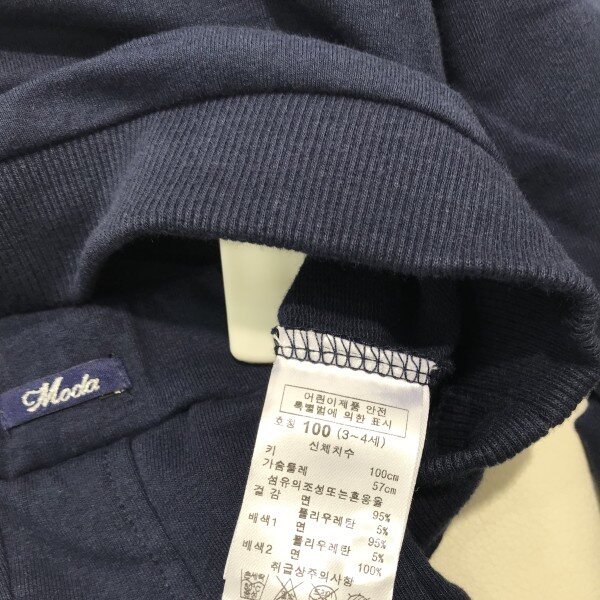 Moda
어린이제품 안전
특별법에 의한 표시
호칭 100 (3~4세)
신체치수
키 100cm
가슴둘레 57cm
섬유의조성또는혼용율
겉감 면 95%
폴리우레탄 5%
배색1 면 95%
폴리우레탄 5%
배색2 면 100%
취급상주의사항